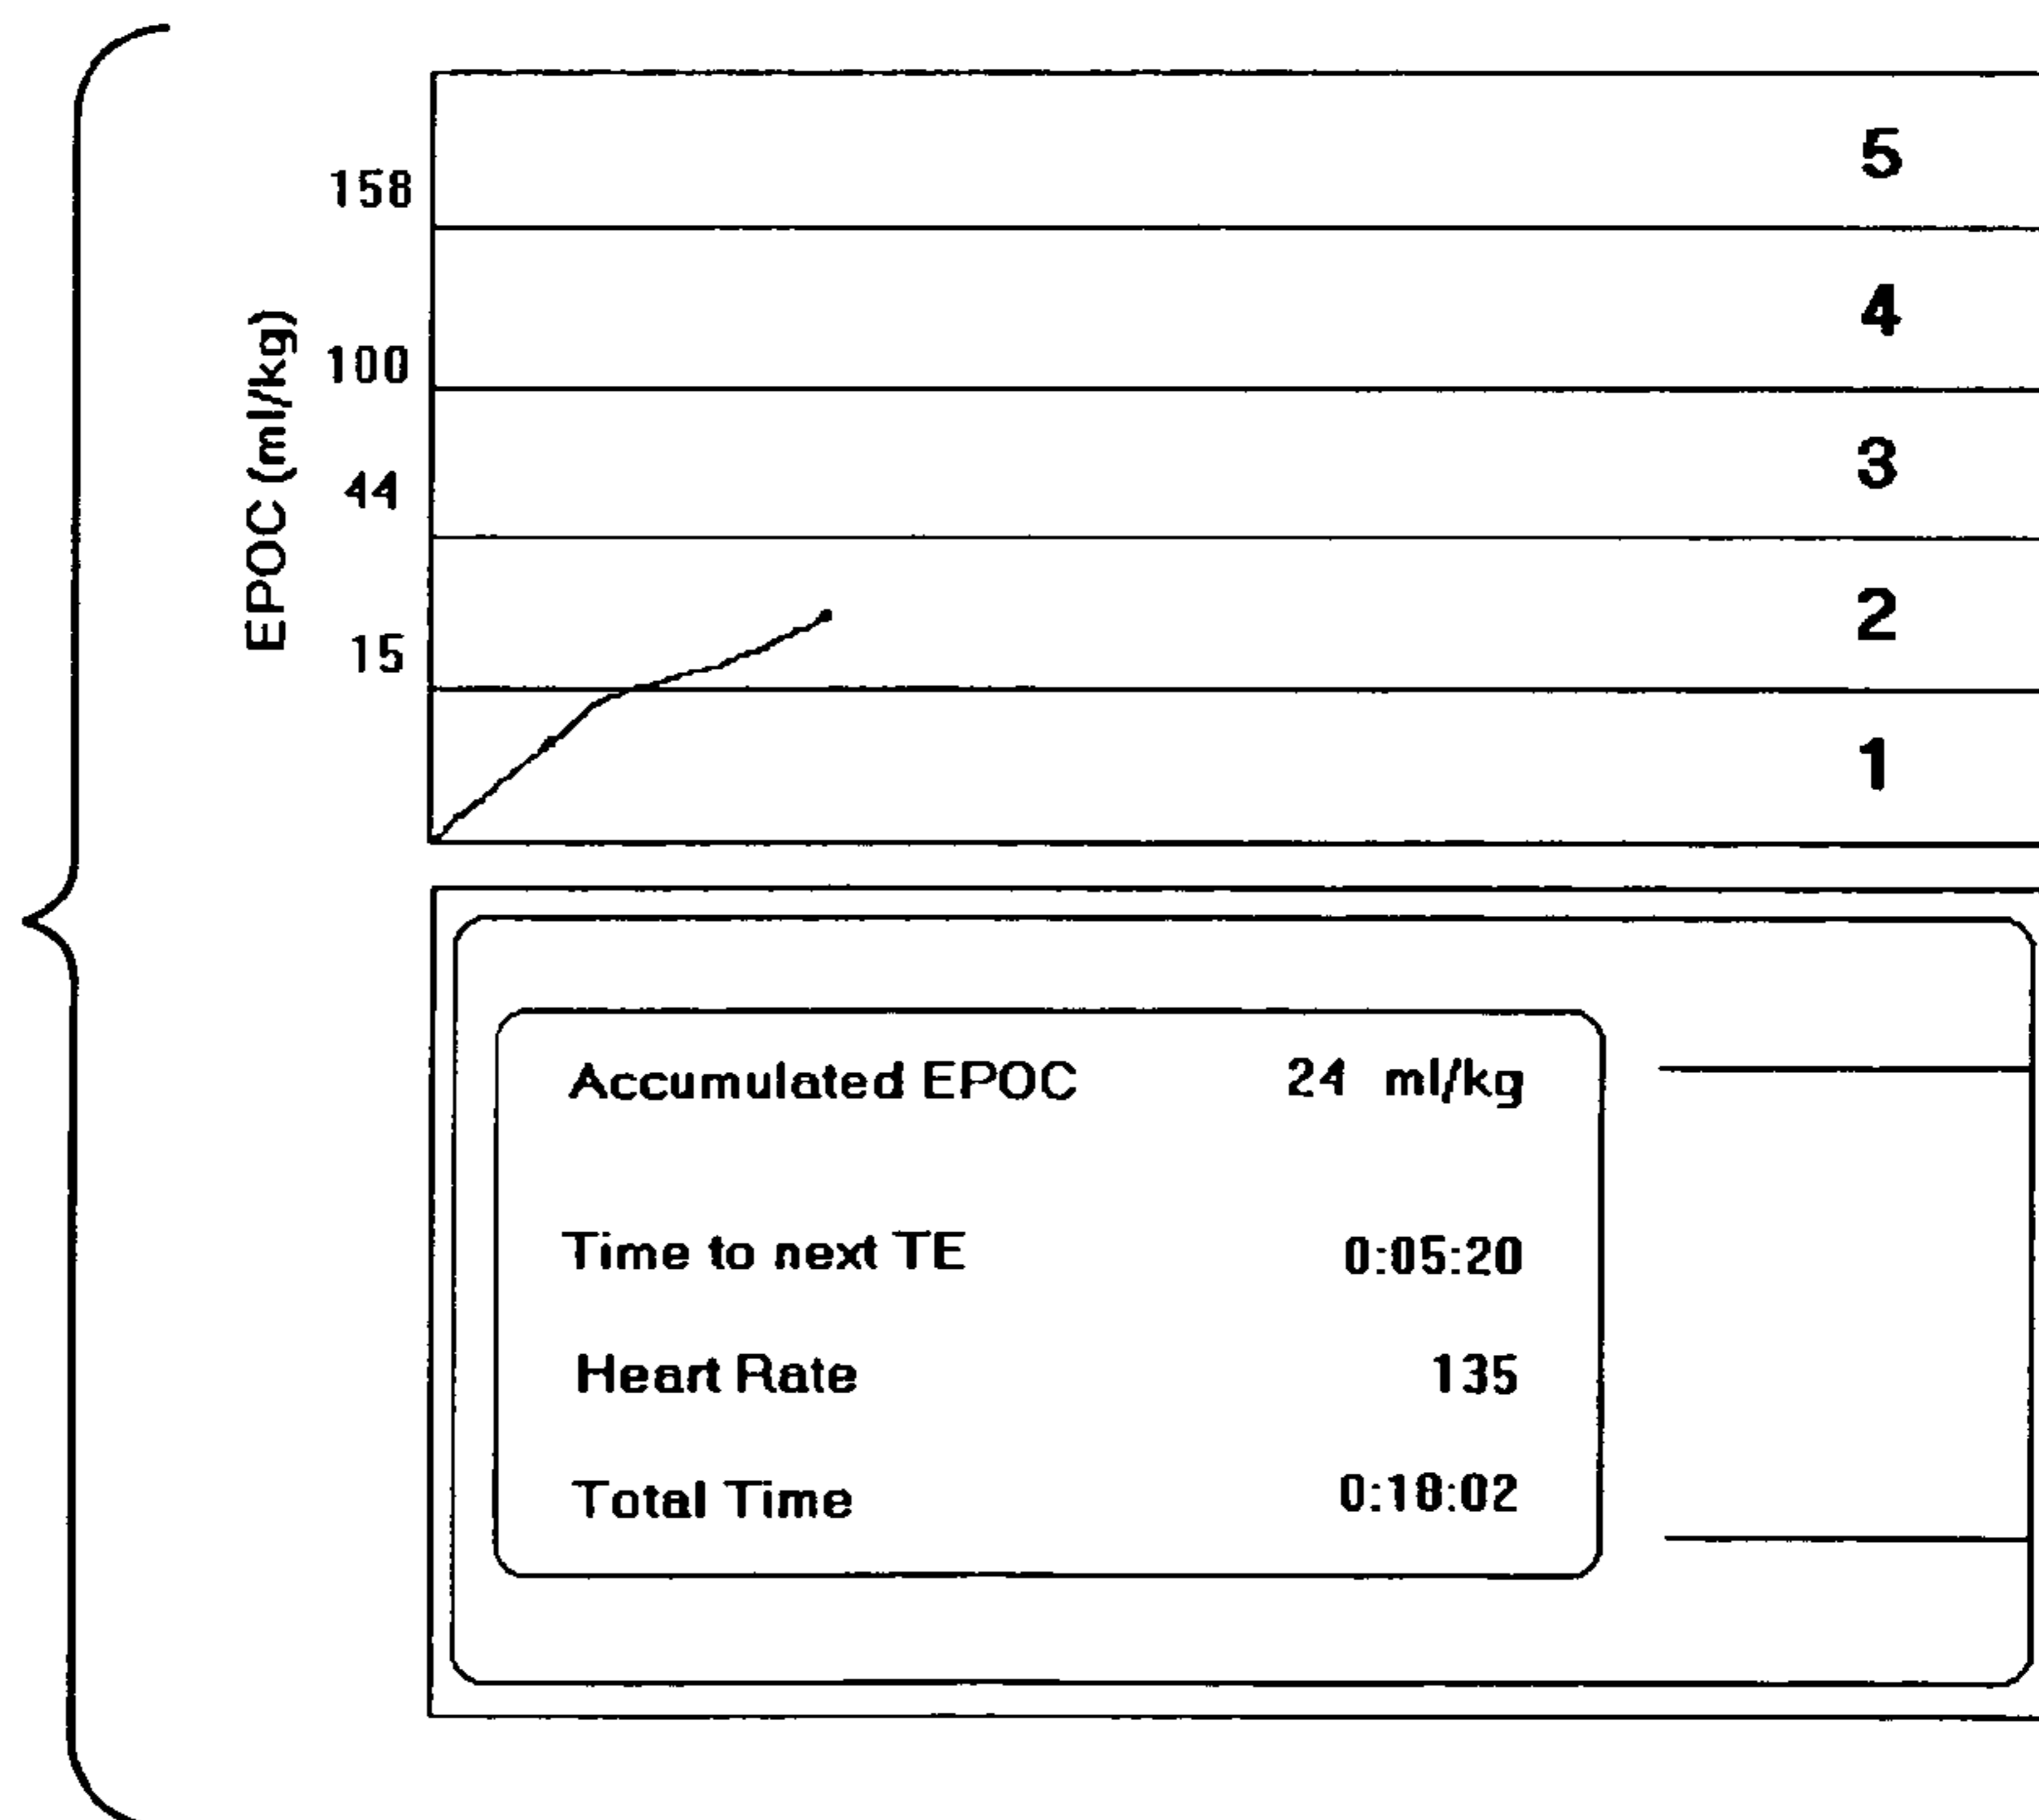 5
158
4
100
EPOC (ml/kg)
3
44
2
15
1
Accumulated EPOC 24 ml/kg
Time to next TE 0:05:20
Heart Rate 135
Total Time 0:18:02